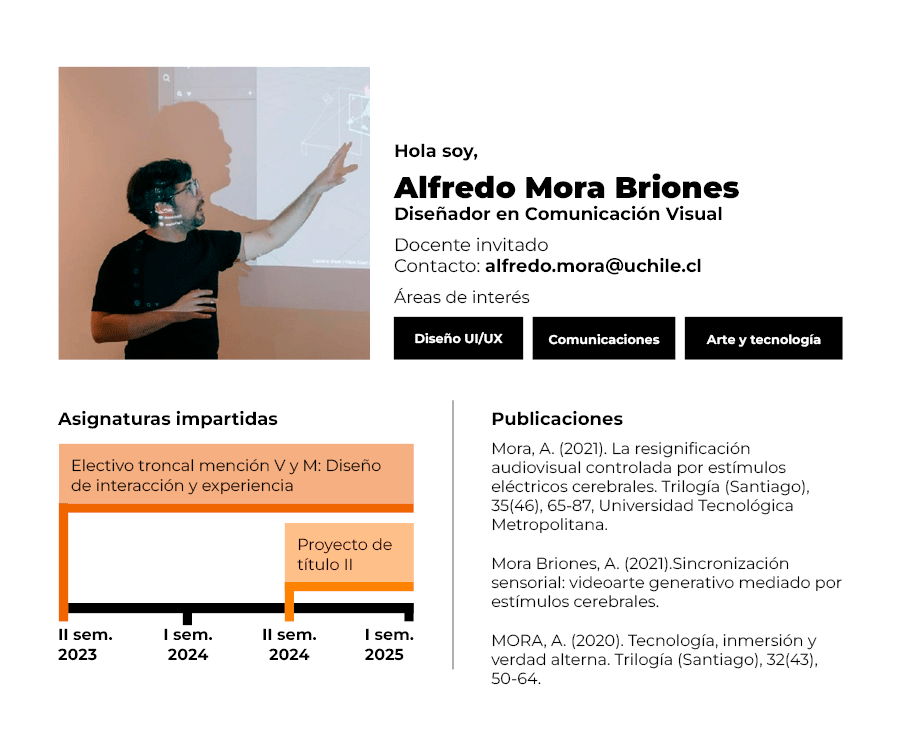 Hola soy,
Alfredo Mora Briones
Diseñador en Comunicación Visual
Docente invitado
Contacto: alfredo.mora@uchile.cl
Áreas de interés
Diseño UI/UX
Comunicaciones
Arte y tecnología
Asignaturas impartidas
Electivo troncal mención V y M: Diseño
de interacción y experiencia
Proyecto de
título II
II sem.
2023
I sem.
2024
II sem.
2024
I sem.
2025
Publicaciones
Mora, A. (2021). La resignificación
audiovisual controlada por estímulos
eléctricos cerebrales. Trilogía (Santiago),
35(46), 65-87, Universidad Tecnológica
Metropolitana.
Mora Briones, A. (2021).Sincronización
sensorial: videoarte generativo mediado por
estímulos cerebrales.
MORA, A. (2020). Tecnología, inmersión y
verdad alterna. Trilogía (Santiago), 32(43),
50-64.